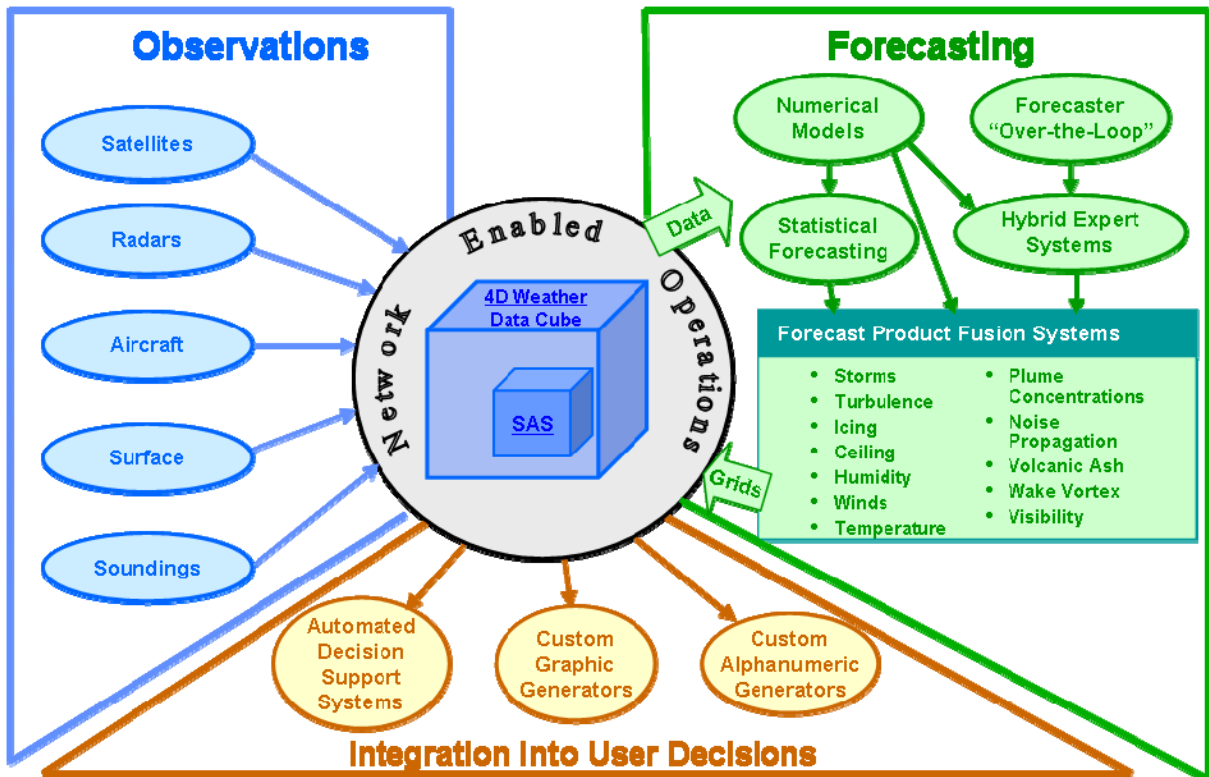 Observations
Satellites
Radars
Aircraft
Surface
Soundings
Network
Enabled
Operations
4D Weather
Data Cube
SAS
Forecasting
Numerical
Models
Forecaster
“Over-the-Loop”
Data
Statistical
Forecasting
Hybrid Expert
Systems
Forecast Product Fusion Systems
• Storms
• Turbulence
• Icing
• Ceiling
• Humidity
• Winds
• Temperature
• Plume
Concentrations
• Noise
Propagation
• Volcanic Ash
• Wake Vortex
• Visibility
Grids
Automated
Decision
Support
Systems
Custom
Graphic
Generators
Custom
Alphanumeric
Generators
Integration Into User Decisions